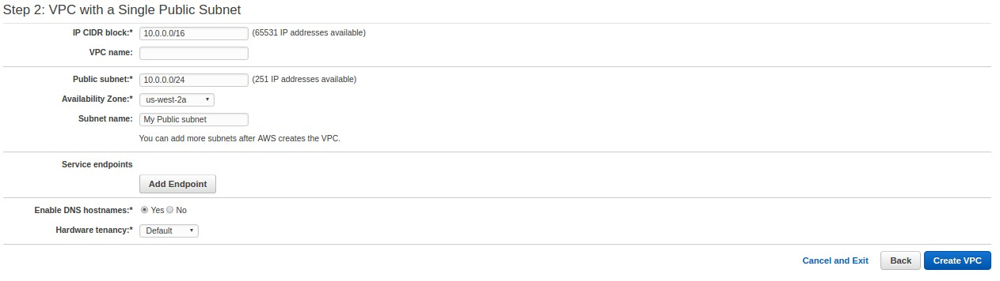 Step 2: VPC with a Single Public Subnet
IP CIDR block:* 10.0.0.0/16 (65531 IP addresses available)
VPC name:
Public subnet:* 10.0.0.0/24 (251 IP addresses available)
Availability Zone:* us-west-2a
Subnet name: My Public subnet
You can add more subnets after AWS creates the VPC.
Service endpoints
Add Endpoint
Enable DNS hostnames:* Yes No
Hardware tenancy:* Default
Cancel and Exit Back Create VPC